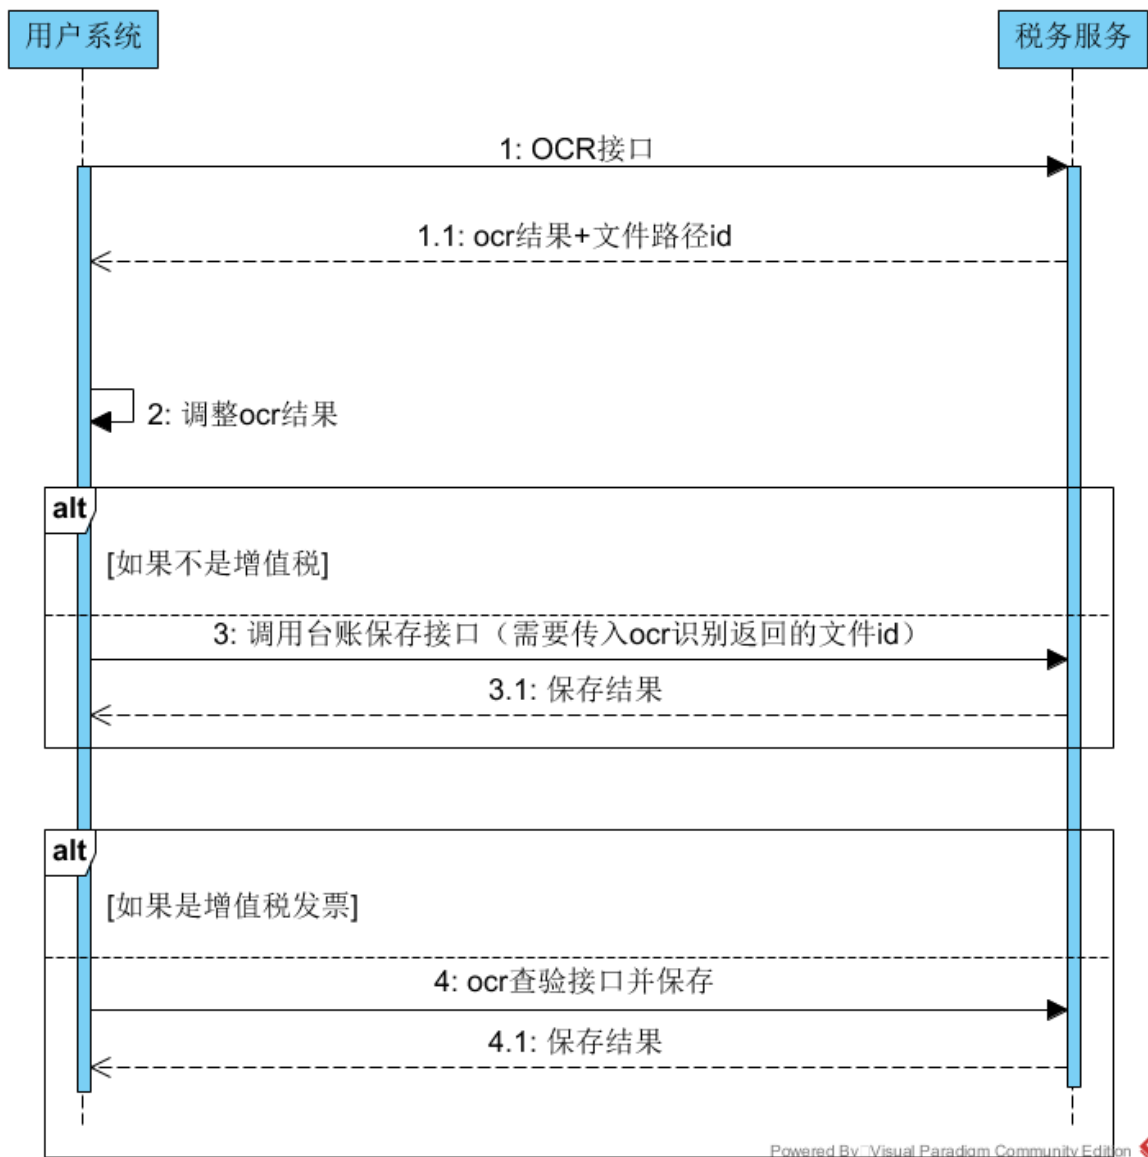 用户系统
税务服务
1: OCR接口
1.1: ocr结果+文件路径id
2: 调整ocr结果
alt
[如果不是增值税]
3: 调用台账保存接口（需要传入ocr识别返回的文件id）
3.1: 保存结果
alt
[如果是增值税发票]
4: ocr查验接口并保存
4.1: 保存结果
Powered By□Visual Paradigm Community Edition